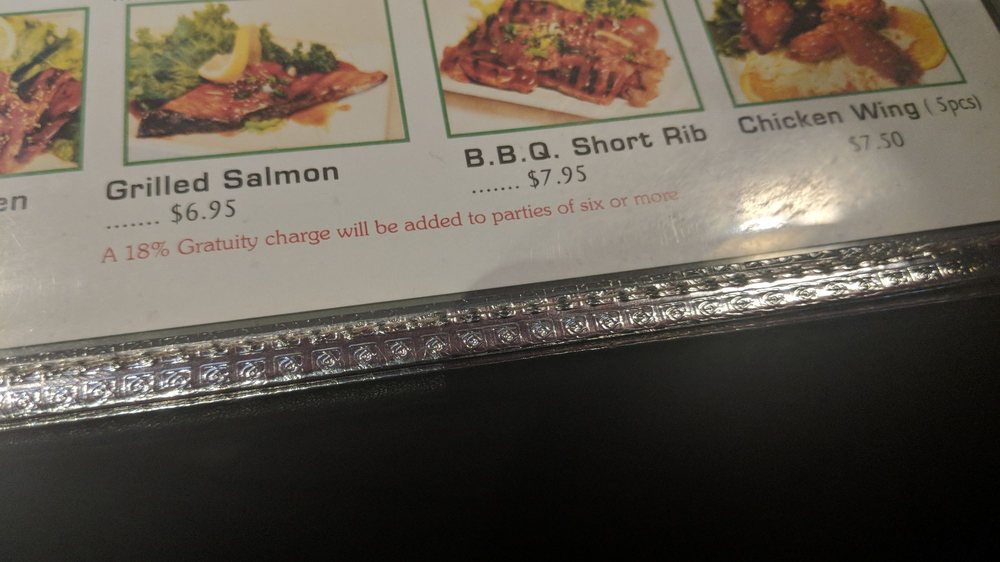 en
Grilled Salmon
....... $6.95
B.B.Q. Short Rib
....... $7.95
Chicken Wing (5pcs)
$7.50
A 18% Gratuity charge will be added to parties of six or more